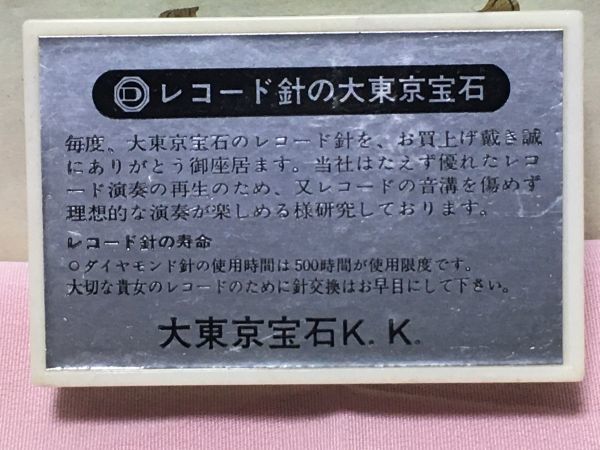 D レコード針の大東京宝石
毎度、大東京宝石のレコード針を、お買上げ戴き誠
にありがとう御座居ます。当社はたえず優れたレコ
ード演奏の再生のため、又レコードの音溝を傷めず
理想的な演奏が楽しめる様研究しております。
レコード針の寿命
○ダイヤモンド針の使用時間は500時間が使用限度です。
大切な貴女のレコードのために針交換はお早目にして下さい。
大東京宝石K.K.